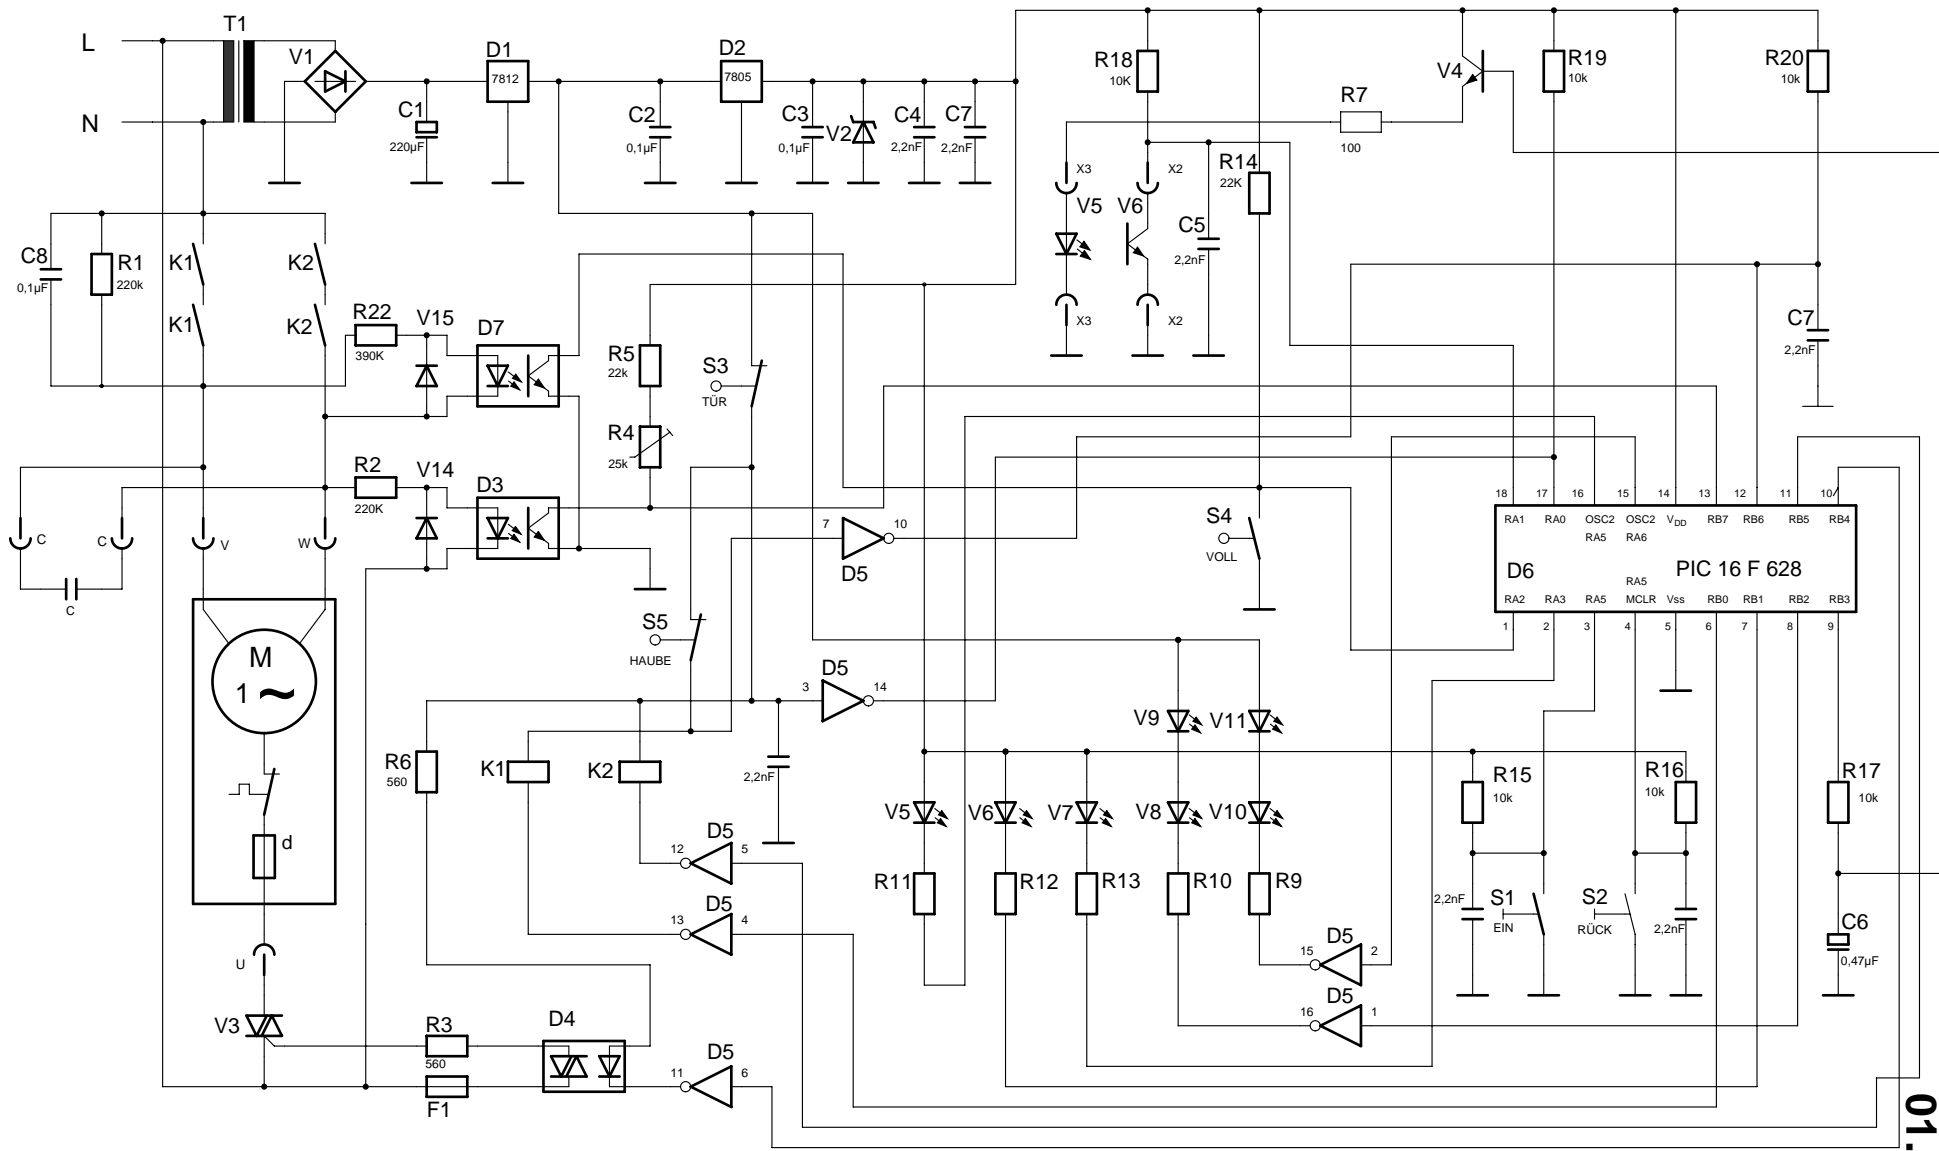 T1
L
N
V1
D1
7812
D2
7805
C1
220µF
C2
0,1µF
C3
0,1µF
V2
C4
2,2nF
C7
2,2nF
R18
10K
R7
100
V4
R19
10k
R20
10k
X3
X2
R14
22K
V5
V6
C5
2,2nF
X3
X2
C7
2,2nF
C8
0,1µF
R1
220k
K1
K2
K1
K2
R22
390K
V15
D7
R5
22k
S3
TÜR
R4
25k
R2
220K
V14
D3
C
C
V
W
C
7
10
D5
S4
VOLL
18
17
16
15
14
13
12
11
10
RA1
RA0
OSC2
RA5
OSC2
RA6
VDD
RB7
RB6
RB5
RB4
D6
PIC 16 F 628
RA2
RA3
RA5
RA5
MCLR
Vss
RB0
RB1
RB2
RB3
1
2
3
4
5
6
7
8
9
S5
HAUBE
M
1 ~
D5
3
14
V9
V11
R6
560
K1
K2
2,2nF
R15
10k
R16
10k
R17
10k
V5
V6
V7
V8
V10
d
D5
12
5
R11
R12
R13
R10
R9
2,2nF
S1
EIN
S2
RÜCK
2,2nF
C6
0,47µF
D5
13
4
D5
15
2
U
D5
16
1
V3
R3
560
D4
F1
D5
11
6
01.